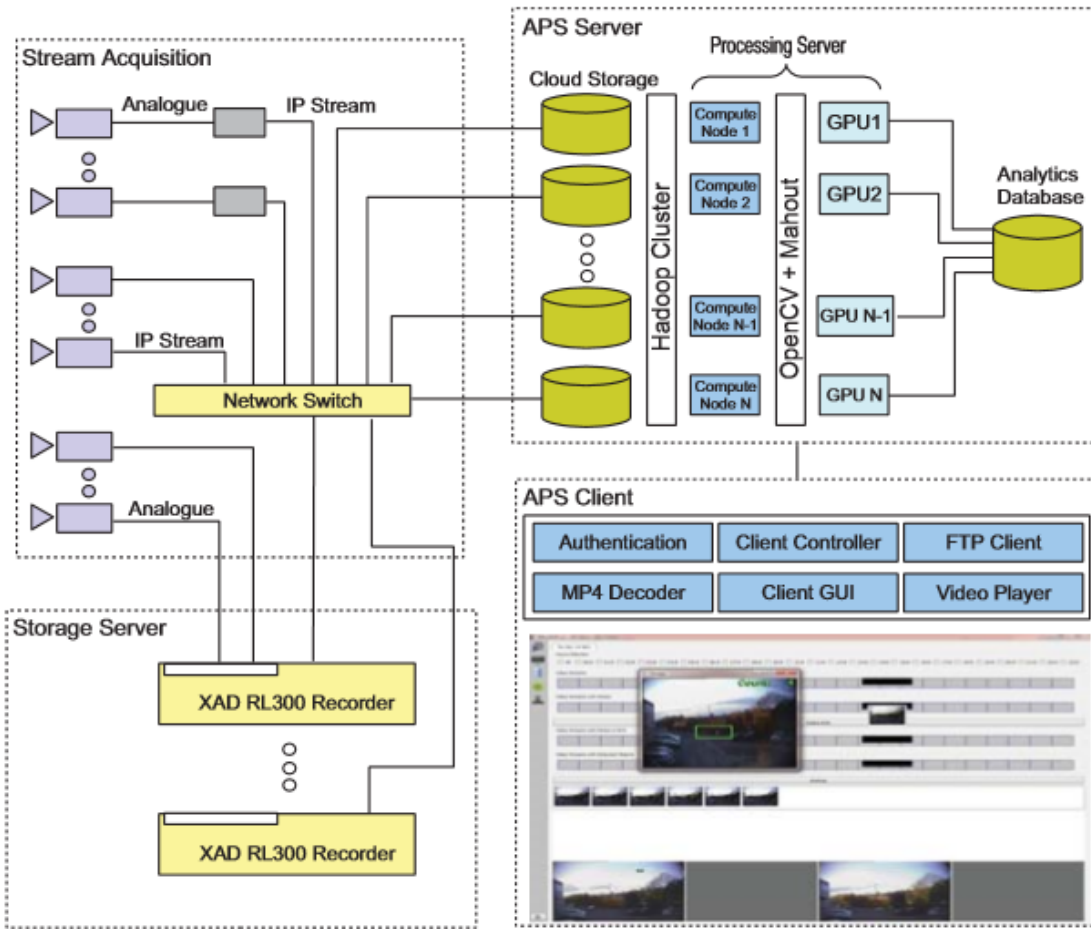 Stream Acquisition
Analogue
IP Stream
IP Stream
Network Switch
Analogue
Storage Server
XAD RL300 Recorder
XAD RL300 Recorder
APS Server
Processing Server
Cloud Storage
Hadoop Cluster
Compute
Node 1
Compute
Node 2
Compute
Node N-1
Compute
Node N
OpenCV + Mahout
GPU1
GPU2
GPU N-1
GPU N
Analytics
Database
APS Client
Authentication
Client Controller
FTP Client
MP4 Decoder
Client GUI
Video Player